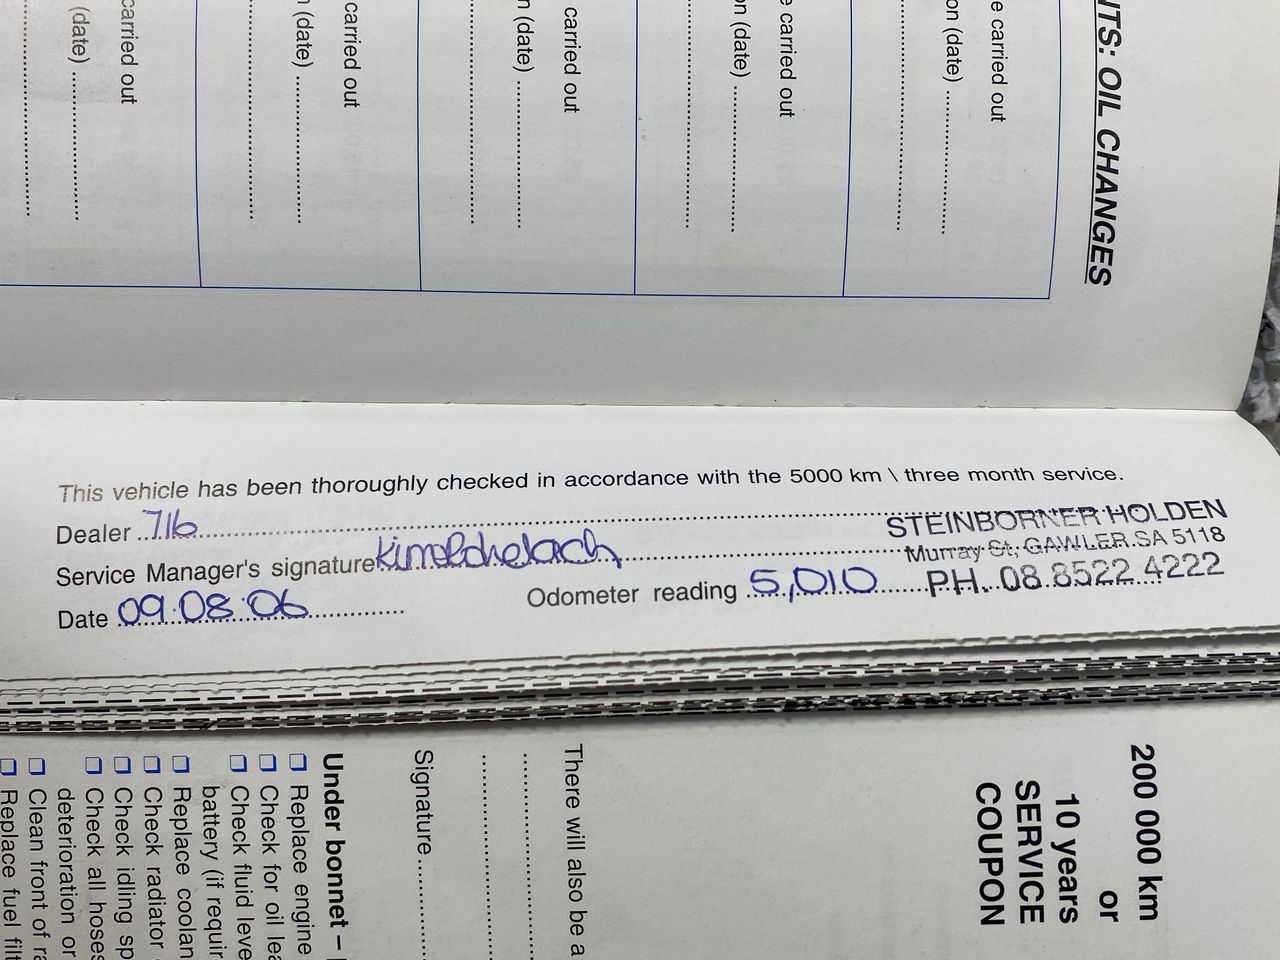 NTS: OIL CHANGES
e carried out
on (date)
e carried out
on (date)
carried out
n (date)
carried out
n (date)
carried out
(date)
This vehicle has been thoroughly checked in accordance with the 5000 km \ three month service.
Dealer 716
STEINBORNER HOLDEN
Service Manager's signature
Murray St, GAWLER SA 5118
Date 09.08.06 Odometer reading 5,010
PH. 08 8522 4222
200 000 km
or
10 years
SERVICE
COUPON
There will also be a
Signature
Under bonnet –
❑ Replace engine
❑ Check for oil lea
❑ Check fluid leve
battery (if requir
❑ Replace coolan
❑ Check radiator
❑ Check idling sp
❑ Check all hoses
deterioration or
❑ Clean front of ra
❑ Replace fuel filt